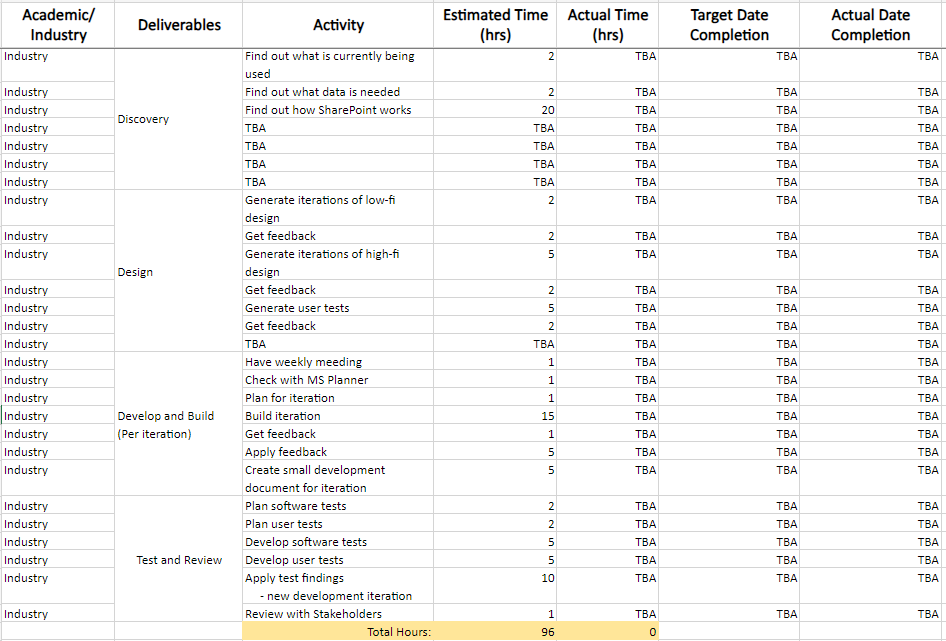 Academic/ Industry Deliverables Activity Estimated Time (hrs) Actual Time (hrs) Target Date Completion Actual Date Completion
Industry Discovery Find out what is currently being used 2 TBA TBA TBA
Industry Find out what data is needed 2 TBA TBA TBA
Industry Find out how SharePoint works 20 TBA TBA TBA
Industry TBA TBA TBA TBA TBA
Industry TBA TBA TBA TBA TBA
Industry TBA TBA TBA TBA TBA
Industry TBA TBA TBA TBA TBA
Industry Design Generate iterations of low-fi design 2 TBA TBA TBA
Industry Get feedback 2 TBA TBA TBA
Industry Generate iterations of high-fi design 5 TBA TBA TBA
Industry Get feedback 2 TBA TBA TBA
Industry Generate user tests 5 TBA TBA TBA
Industry Get feedback 2 TBA TBA TBA
Industry TBA TBA TBA TBA TBA
Industry Develop and Build (Per iteration) Have weekly meeding 1 TBA TBA TBA
Industry Check with MS Planner 1 TBA TBA TBA
Industry Plan for iteration 1 TBA TBA TBA
Industry Build iteration 15 TBA TBA TBA
Industry Get feedback 1 TBA TBA TBA
Industry Apply feedback 5 TBA TBA TBA
Industry Create small development document for iteration 5 TBA TBA TBA
Industry Test and Review Plan software tests 2 TBA TBA TBA
Industry Plan user tests 2 TBA TBA TBA
Industry Develop software tests 5 TBA TBA TBA
Industry Develop user tests 5 TBA TBA TBA
Industry Apply test findings - new development iteration 10 TBA TBA TBA
Industry Review with Stakeholders 1 TBA TBA TBA
Total Hours: 96 0